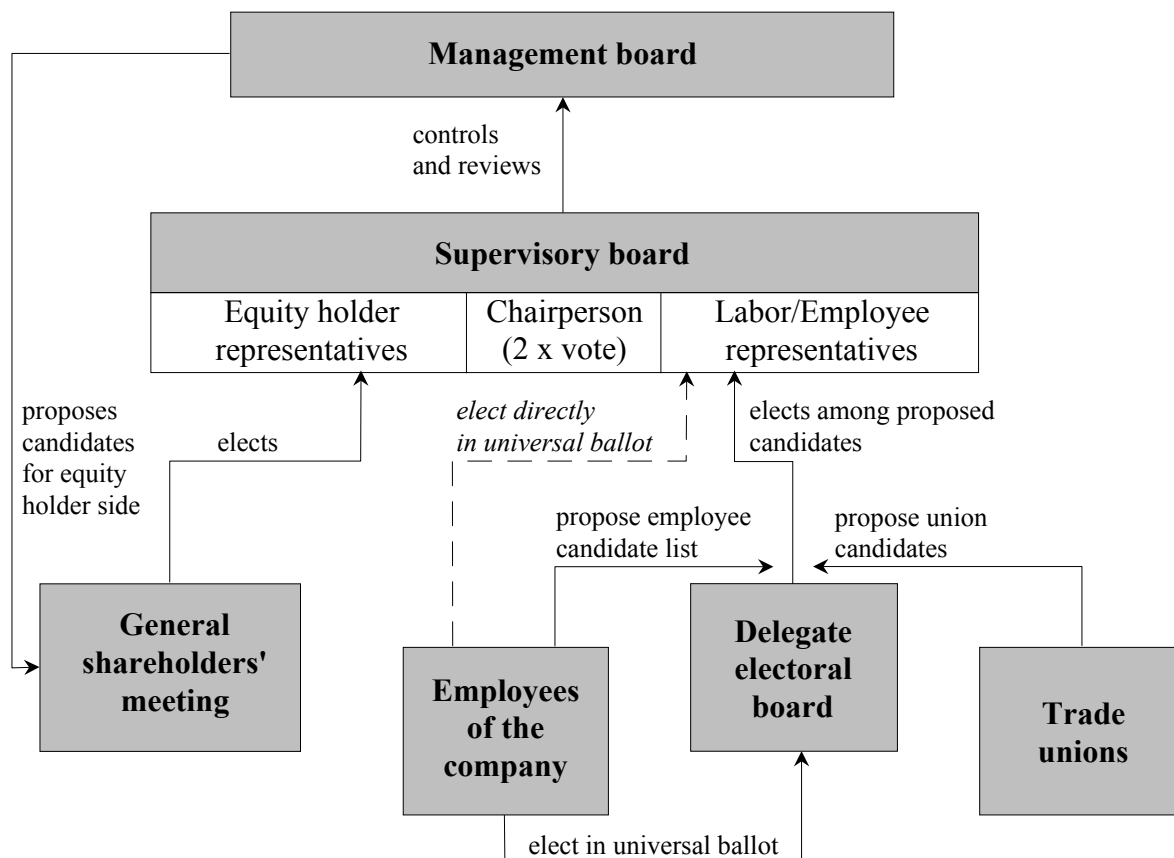 Management board
controls
and reviews
Supervisory board
Equity holder
representatives
Chairperson
(2 x vote)
Labor/Employee
representatives
proposes
candidates
for equity
holder side
elects
elect directly
in universal ballot
elects among proposed
candidates
propose employee
candidate list
propose union
candidates
General
shareholders'
meeting
Employees
of the
company
Delegate
electoral
board
Trade
unions
elect in universal ballot